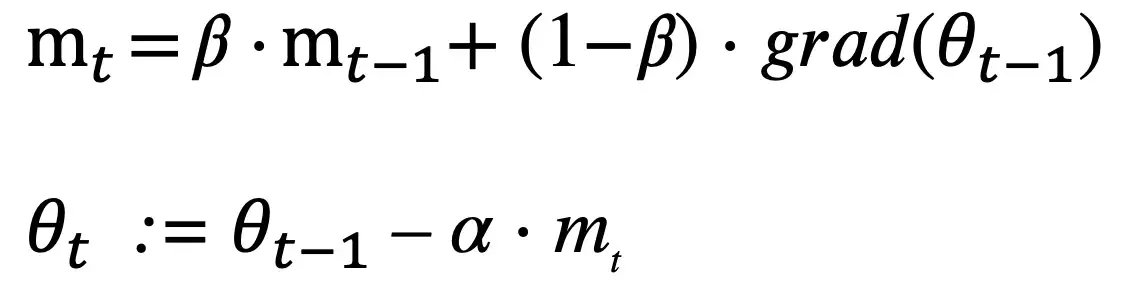 m_t = β · m_{t−1} + (1−β) · grad(θ_{t−1})
θ_t := θ_{t−1} − α · m_t